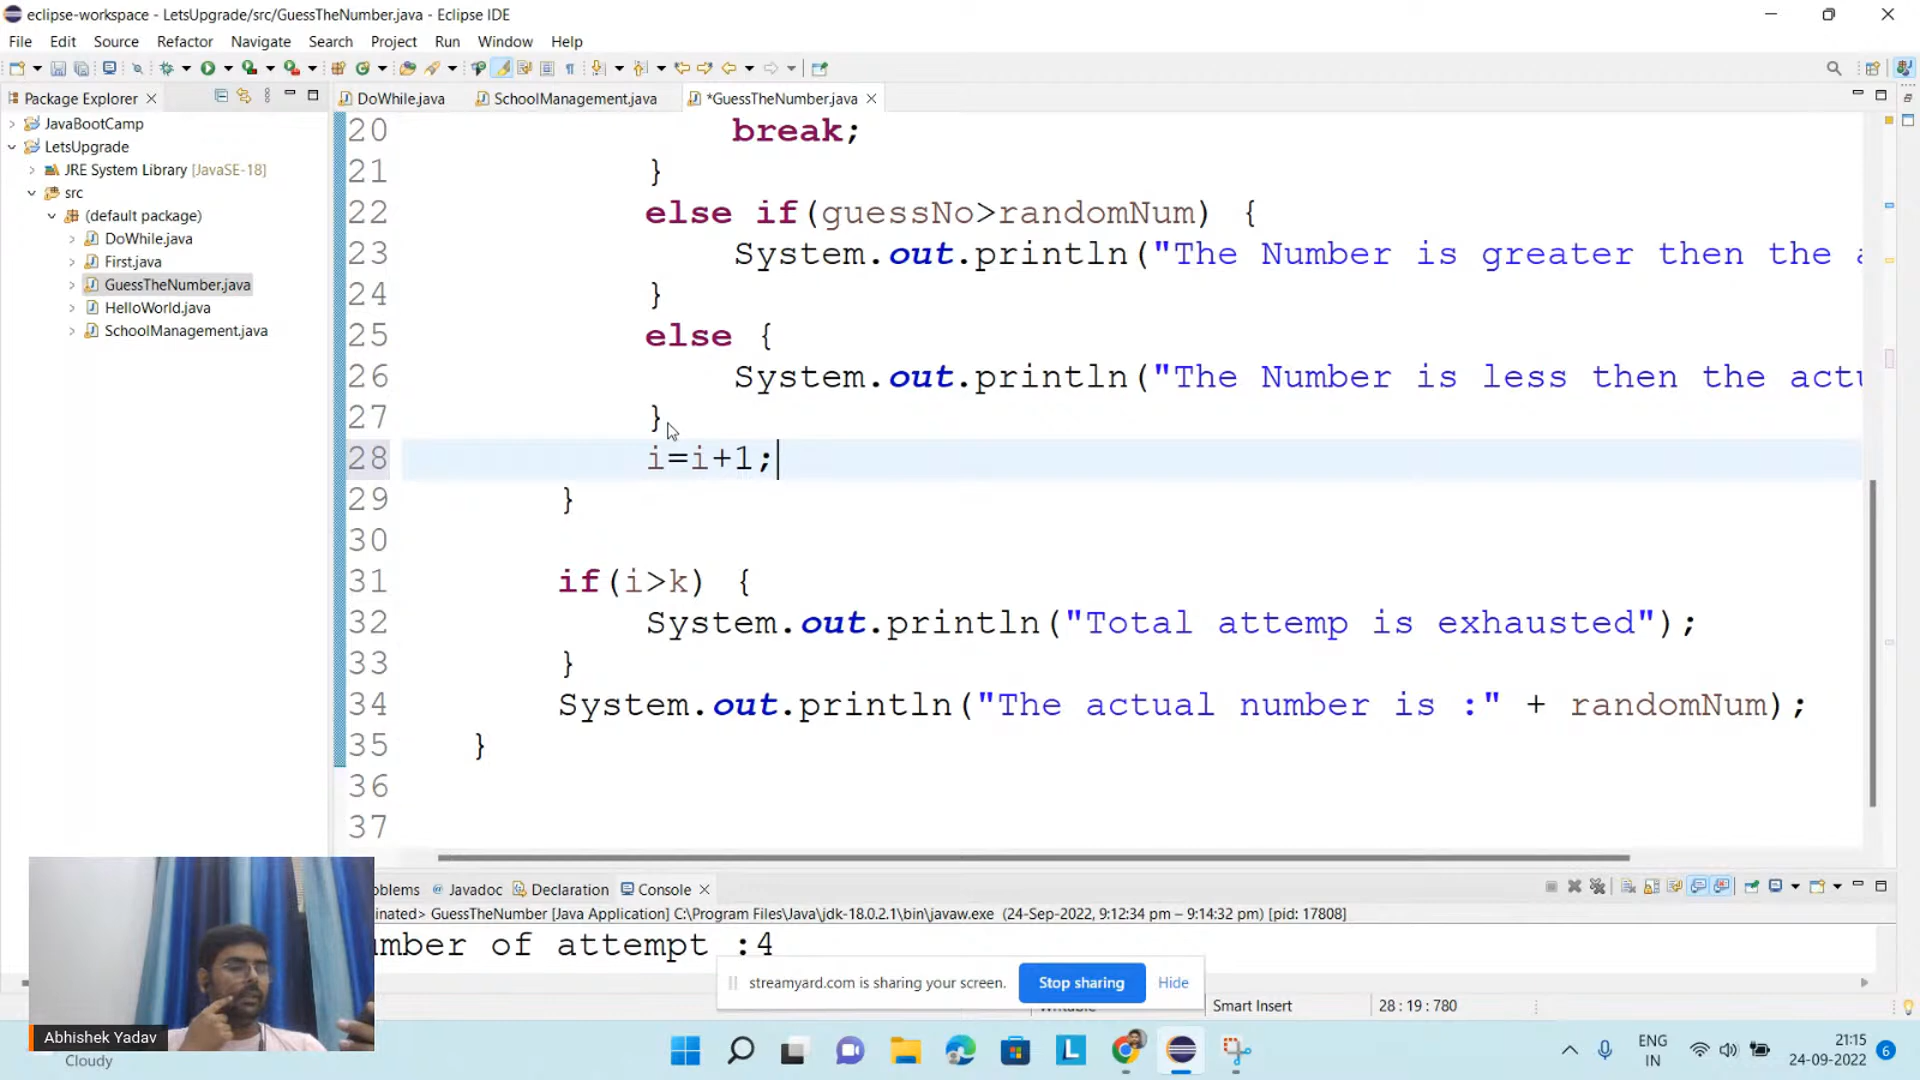 eclipse-workspace - LetsUpgrade/src/GuessTheNumber.java - Eclipse IDE
File Edit Source Refactor Navigate Search Project Run Window Help
Package Explorer
DoWhile.java
SchoolManagement.java
*GuessTheNumber.java
JavaBootCamp
LetsUpgrade
JRE System Library [JavaSE-18]
src
(default package)
DoWhile.java
First.java
GuessTheNumber.java
HelloWorld.java
SchoolManagement.java
20 break;
21 }
22 else if(guessNo>randomNum) {
23 System.out.println("The Number is greater then the
24 }
25 else {
26 System.out.println("The Number is less then the actu
27 }
28 i=i+1;
29 }
30
31 if(i>k) {
32 System.out.println("Total attemp is exhausted");
33 }
34 System.out.println("The actual number is :" + randomNum);
35 }
36
37
oblems @ Javadoc Declaration Console
inated> GuessTheNumber [Java Application] C:\Program Files\Java\jdk-18.0.2.1\bin\javaw.exe (24-Sep-2022, 9:12:34 pm – 9:14:32 pm) [pid: 17808]
umber of attempt :4
streamyard.com is sharing your screen. Stop sharing Hide
Writable Smart Insert 28 : 19 : 780
Abhishek Yadav
Cloudy
L
ENG
IN
21:15
24-09-2022
6